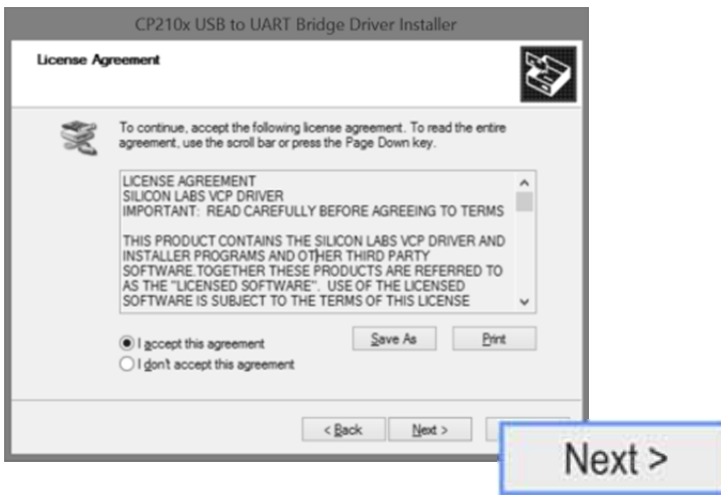 CP210x USB to UART Bridge Driver Installer
License Agreement
To continue, accept the following license agreement. To read the entire
agreement, use the scroll bar or press the Page Down key.
LICENSE AGREEMENT
SILICON LABS VCP DRIVER
IMPORTANT: READ CAREFULLY BEFORE AGREEING TO TERMS
THIS PRODUCT CONTAINS THE SILICON LABS VCP DRIVER AND
INSTALLER PROGRAMS AND OTHER THIRD PARTY
SOFTWARE.TOGETHER THESE PRODUCTS ARE REFERRED TO
AS THE "LICENSED SOFTWARE". USE OF THE LICENSED
SOFTWARE IS SUBJECT TO THE TERMS OF THIS LICENSE
I accept this agreement
Save As
Print
I don't accept this agreement
< Back
Next >
Next >